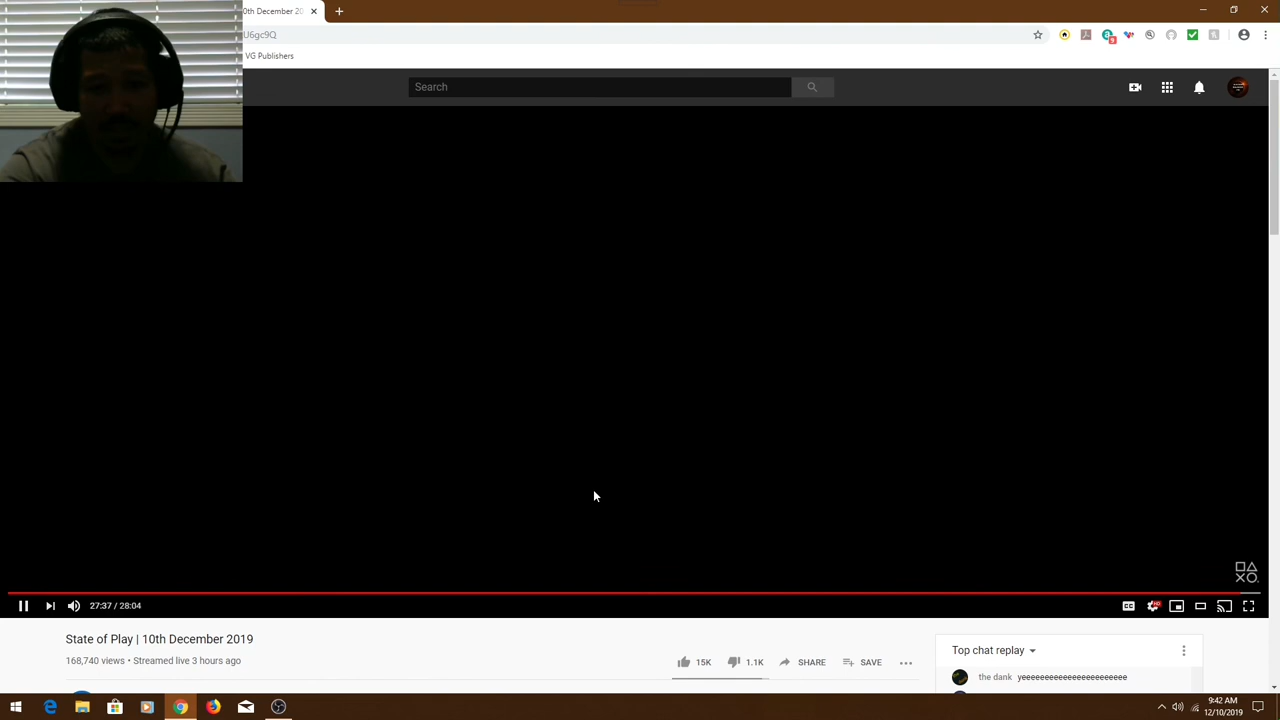 0th December 20
U6gc9Q
VG Publishers
Search
27:37 / 28:04
HD
State of Play | 10th December 2019
168,740 views • Streamed live 3 hours ago
15K
1.1K
SHARE
SAVE
Top chat replay
the dank yeeeeeeeeeeeeeeeeeeeeeee
9:42 AM
12/10/2019